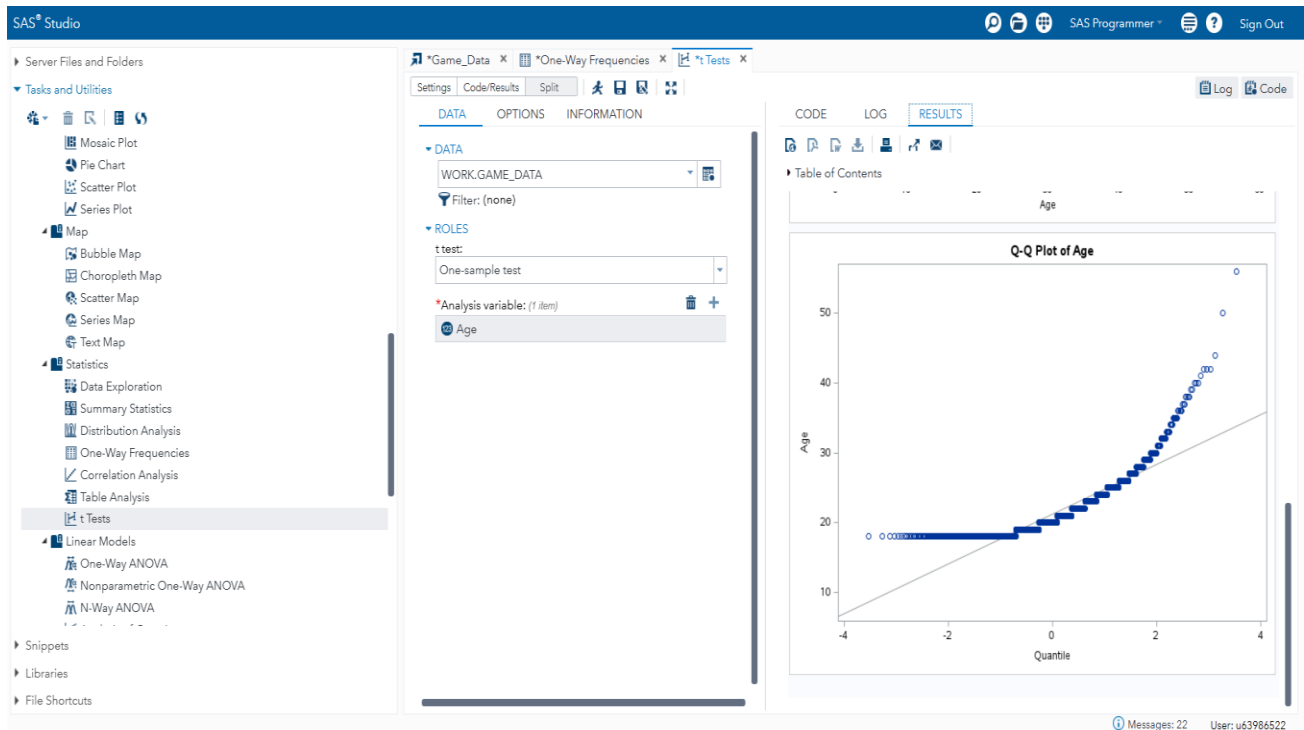 SAS® Studio
SAS Programmer
?
Sign Out
Server Files and Folders
Tasks and Utilities
Mosaic Plot
Pie Chart
Scatter Plot
Series Plot
Map
Bubble Map
Choropleth Map
Scatter Map
Series Map
Text Map
Statistics
Data Exploration
Summary Statistics
Distribution Analysis
One-Way Frequencies
Correlation Analysis
Table Analysis
t Tests
Linear Models
One-Way ANOVA
Nonparametric One-Way ANOVA
N-Way ANOVA
Snippets
Libraries
File Shortcuts
*Game_Data x *One-Way Frequencies x *t Tests x
Settings Code/Results Split
Log Code
DATA OPTIONS INFORMATION
DATA
WORK.GAME_DATA
Filter: (none)
ROLES
t test:
One-sample test
*Analysis variable: (1 item)
123 Age
CODE LOG RESULTS
Table of Contents
Age
Q-Q Plot of Age
50
40
30
20
10
Age
-4 -2 0 2 4
Quantile
Messages: 22 User: u63986522